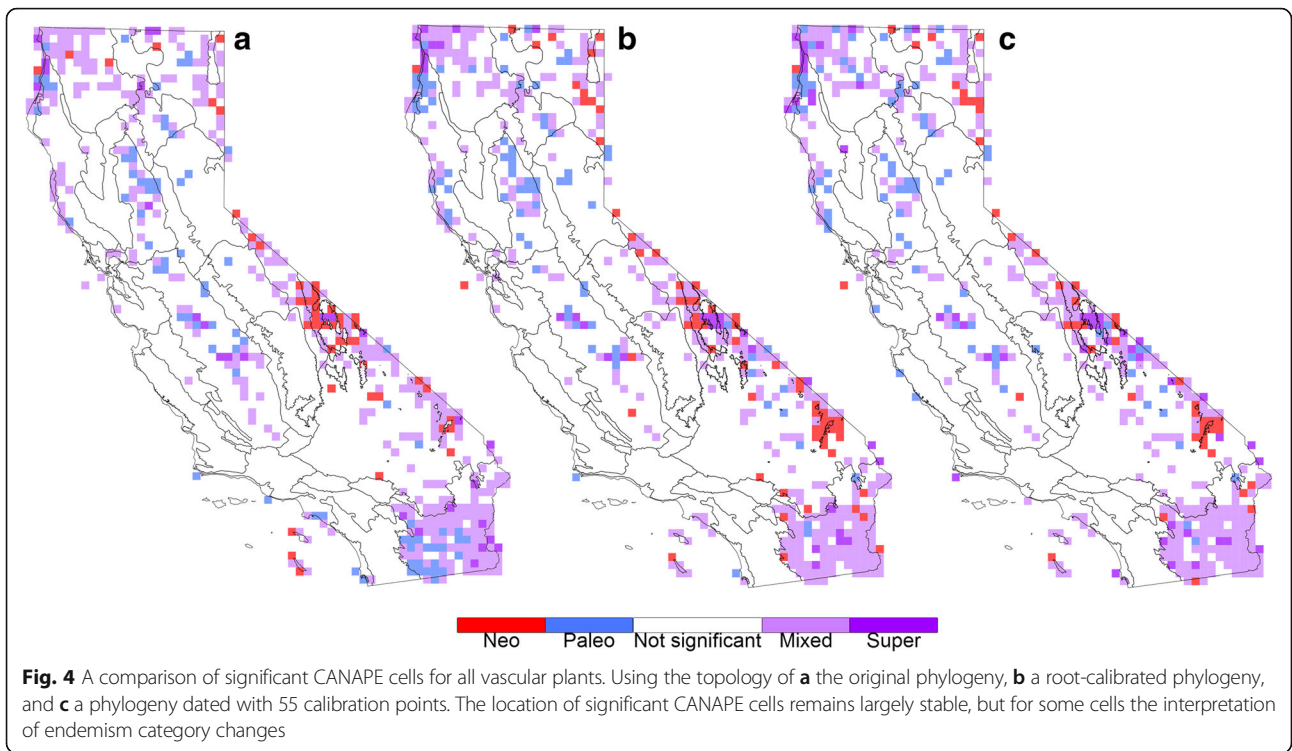 a
b
c
Neo Paleo Not significant Mixed Super
Fig. 4 A comparison of significant CANAPE cells for all vascular plants. Using the topology of a the original phylogeny, b a root-calibrated phylogeny,
and c a phylogeny dated with 55 calibration points. The location of significant CANAPE cells remains largely stable, but for some cells the interpretation
of endemism category changes